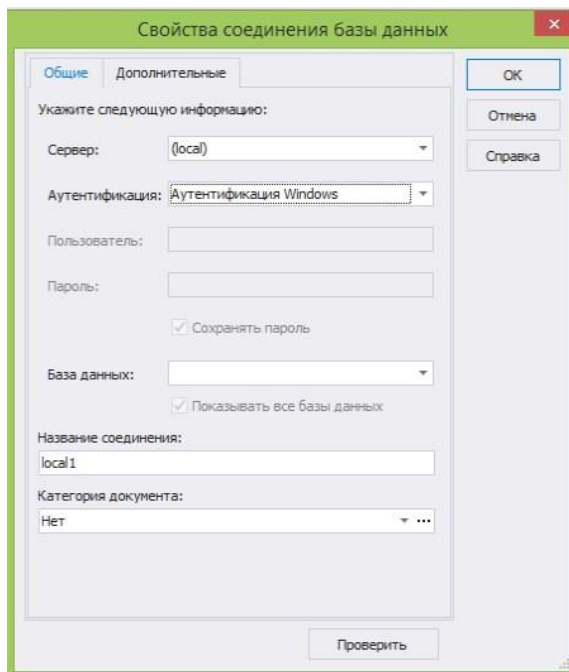 Свойства соединения базы данных
Общие
Дополнительные
OK
Укажите следующую информацию:
Отмена
Сервер:
(local)
Справка
Аутентификация:
Аутентификация Windows
Пользователь:
Пароль:
Сохранять пароль
База данных:
Показывать все базы данных
Название соединения:
local1
Категория документа:
Нет
Проверить